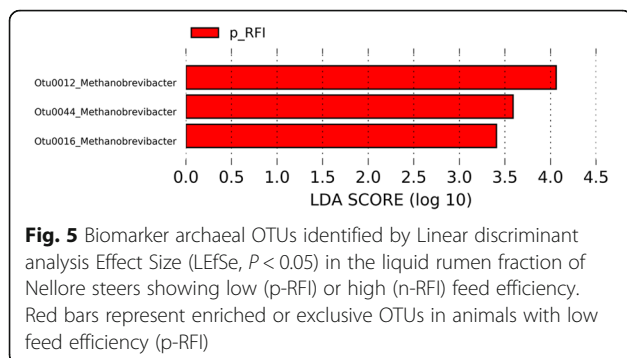 p_RFI
Otu0012_Methanobrevibacter
Otu0044_Methanobrevibacter
Otu0016_Methanobrevibacter
0.0 0.5 1.0 1.5 2.0 2.5 3.0 3.5 4.0 4.5
LDA SCORE (log 10)
Fig. 5 Biomarker archaeal OTUs identified by Linear discriminant
analysis Effect Size (LEfSe, P < 0.05) in the liquid rumen fraction of
Nellore steers showing low (p-RFI) or high (n-RFI) feed efficiency.
Red bars represent enriched or exclusive OTUs in animals with low
feed efficiency (p-RFI)